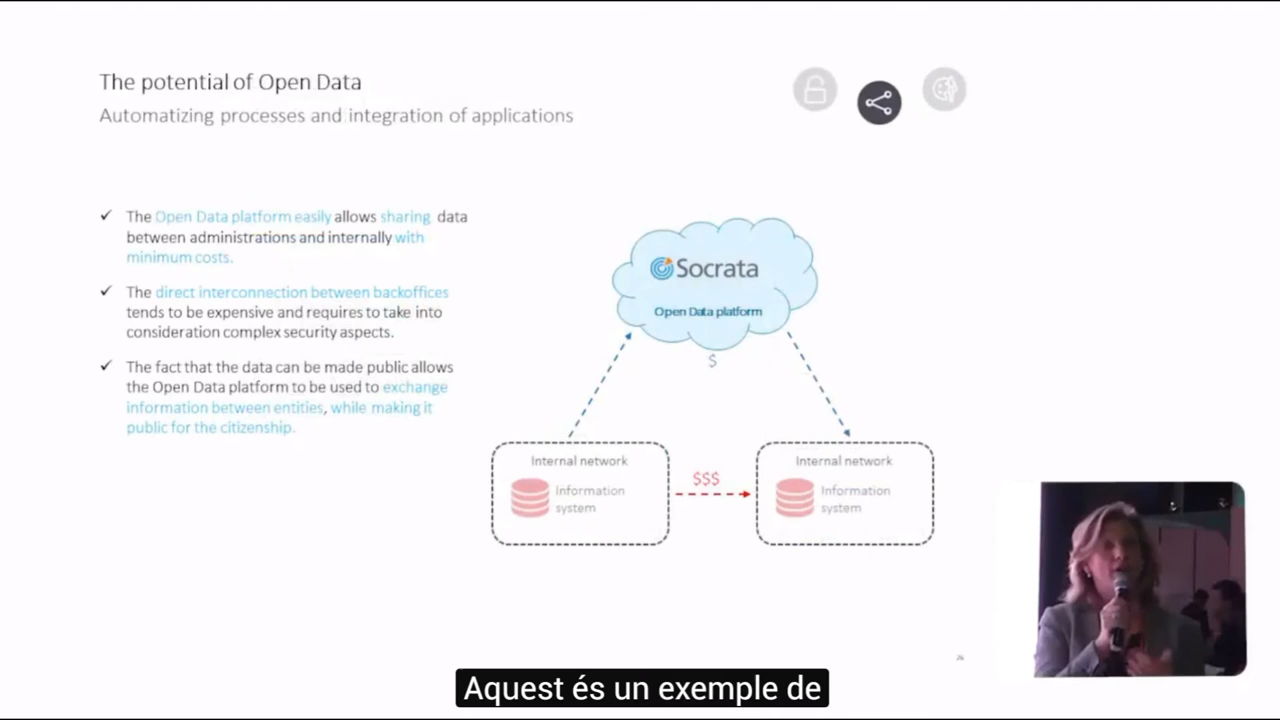 The potential of Open Data
Automatizing processes and integration of applications
✓ The Open Data platform easily allows sharing data
between administrations and internally with
minimum costs.
✓ The direct interconnection between backoffices
tends to be expensive and requires to take into
consideration complex security aspects.
✓ The fact that the data can be made public allows
the Open Data platform to be used to exchange
information between entities, while making it
public for the citizenship.
Socrata
Open Data platform
$
Internal network
Information
system
$$$
Internal network
Information
system
26
Aquest és un exemple de